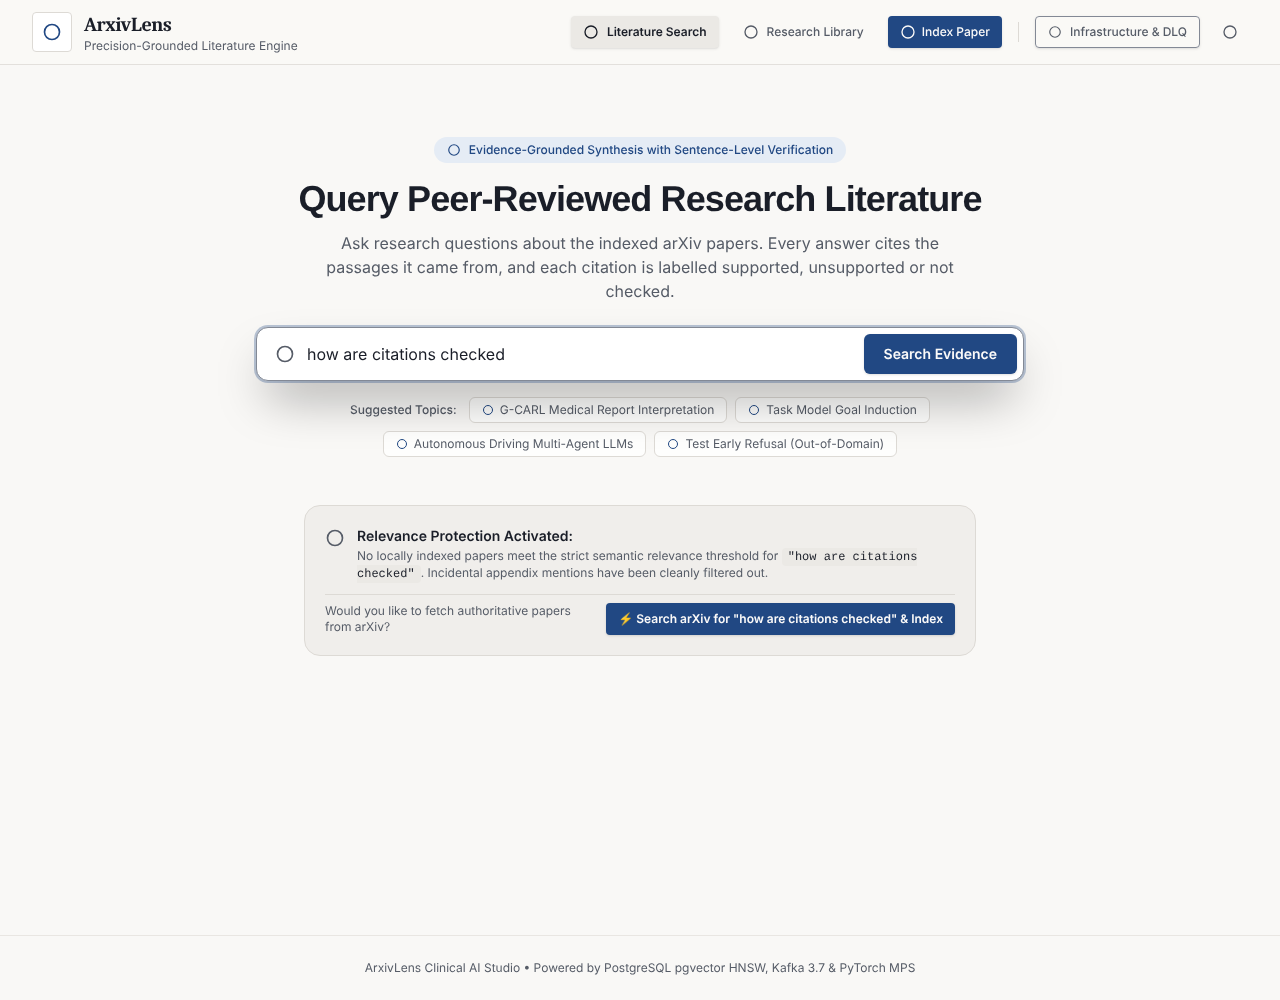 ArxivLens
Precision-Grounded Literature Engine
Literature Search
Research Library
Index Paper
Infrastructure & DLQ
Evidence-Grounded Synthesis with Sentence-Level Verification
Query Peer-Reviewed Research Literature
Ask research questions about the indexed arXiv papers. Every answer cites the
passages it came from, and each citation is labelled supported, unsupported or not
checked.
how are citations checked
Search Evidence
Suggested Topics:
G-CARL Medical Report Interpretation
Task Model Goal Induction
Autonomous Driving Multi-Agent LLMs
Test Early Refusal (Out-of-Domain)
Relevance Protection Activated:
No locally indexed papers meet the strict semantic relevance threshold for "how are citations
checked" . Incidental appendix mentions have been cleanly filtered out.
Would you like to fetch authoritative papers
from arXiv?
⚡ Search arXiv for "how are citations checked" & Index
ArxivLens Clinical AI Studio • Powered by PostgreSQL pgvector HNSW, Kafka 3.7 & PyTorch MPS